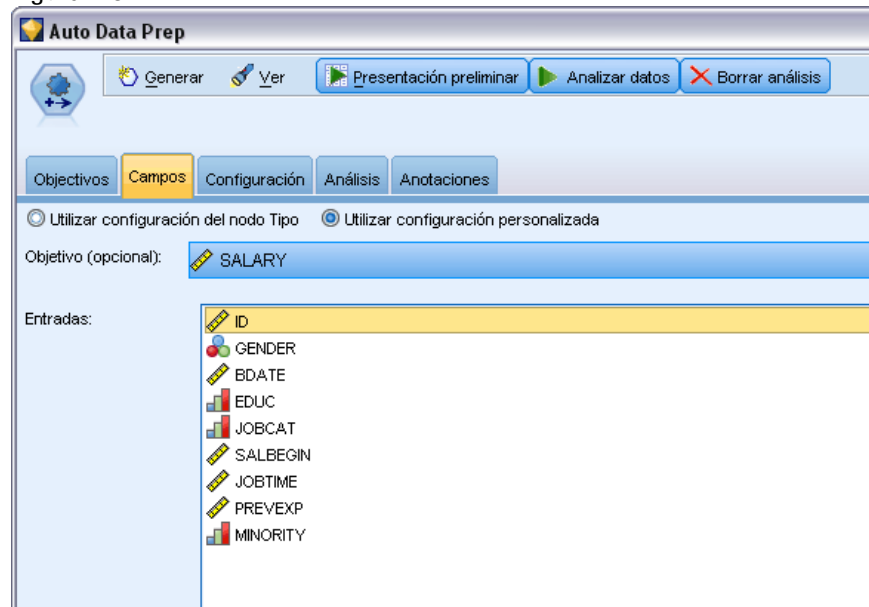 Auto Data Prep
Generar Ver Presentación preliminar Analizar datos Borrar análisis
Objectivos Campos Configuración Análisis Anotaciones
Utilizar configuración del nodo Tipo Utilizar configuración personalizada
Objetivo (opcional): SALARY
Entradas: ID
GENDER
BDATE
EDUC
JOBCAT
SALBEGIN
JOBTIME
PREVEXP
MINORITY